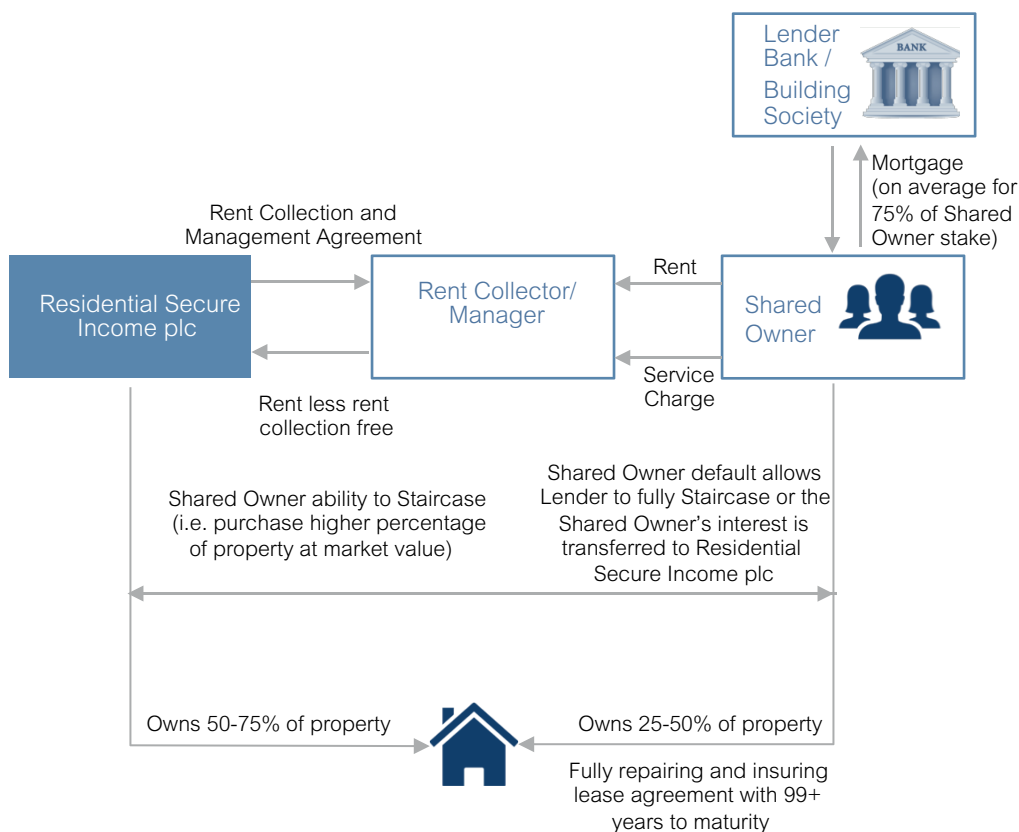 Lender
Bank /
Building
Society
BANK
Mortgage
(on average for
75% of Shared
Owner stake)
Rent Collection and
Management Agreement
Residential Secure
Income plc
Rent Collector/
Manager
Rent
Shared
Owner
Service
Charge
Rent less rent
collection free
Shared Owner ability to Staircase
(i.e. purchase higher percentage
of property at market value)
Shared Owner default allows
Lender to fully Staircase or the
Shared Owner's interest is
transferred to Residential
Secure Income plc
Owns 50-75% of property
Owns 25-50% of property
Fully repairing and insuring
lease agreement with 99+
years to maturity